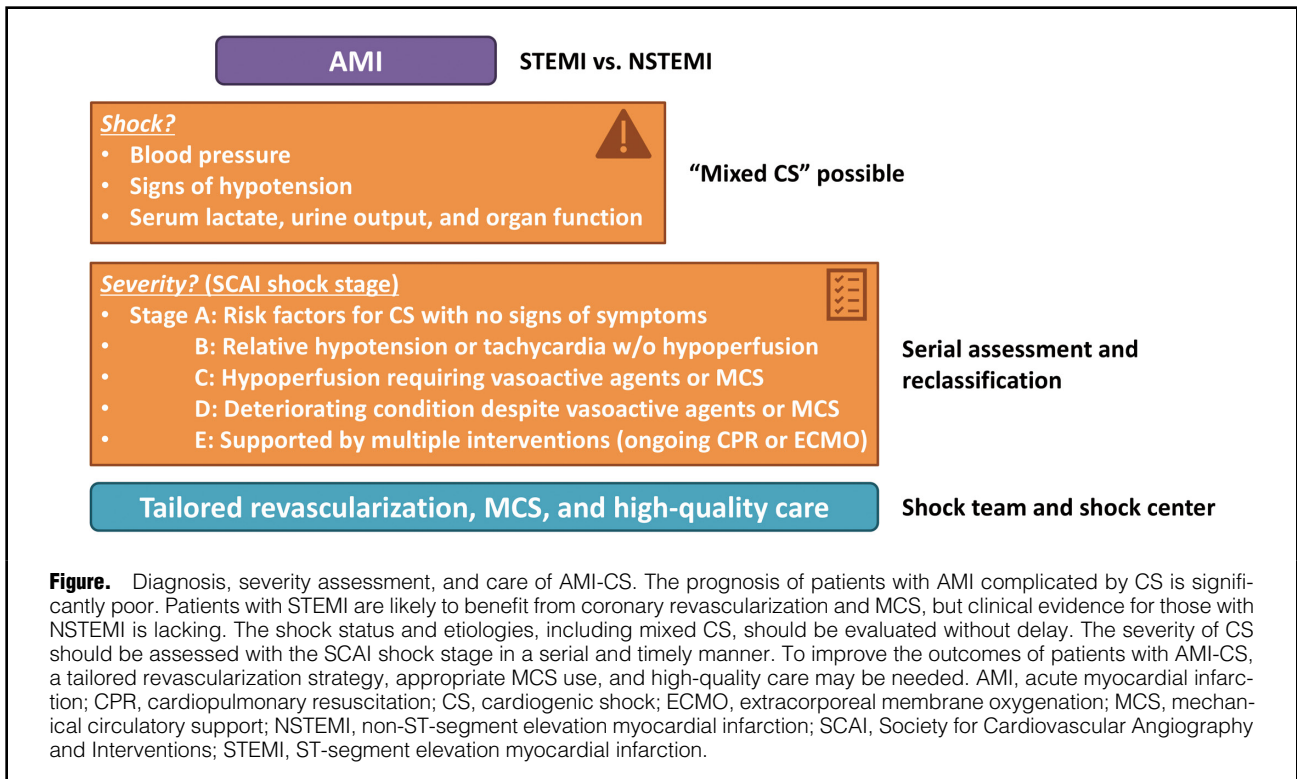 AMI
STEMI vs. NSTEMI
Shock?
• Blood pressure
• Signs of hypotension
• Serum lactate, urine output, and organ function
“Mixed CS” possible
Severity? (SCAI shock stage)
• Stage A: Risk factors for CS with no signs of symptoms
• B: Relative hypotension or tachycardia w/o hypoperfusion
• C: Hypoperfusion requiring vasoactive agents or MCS
• D: Deteriorating condition despite vasoactive agents or MCS
• E: Supported by multiple interventions (ongoing CPR or ECMO)
Serial assessment and
reclassification
Tailored revascularization, MCS, and high-quality care
Shock team and shock center
Figure. Diagnosis, severity assessment, and care of AMI-CS. The prognosis of patients with AMI complicated by CS is signifi-
cantly poor. Patients with STEMI are likely to benefit from coronary revascularization and MCS, but clinical evidence for those with
NSTEMI is lacking. The shock status and etiologies, including mixed CS, should be evaluated without delay. The severity of CS
should be assessed with the SCAI shock stage in a serial and timely manner. To improve the outcomes of patients with AMI-CS,
a tailored revascularization strategy, appropriate MCS use, and high-quality care may be needed. AMI, acute myocardial infarc-
tion; CPR, cardiopulmonary resuscitation; CS, cardiogenic shock; ECMO, extracorporeal membrane oxygenation; MCS, mechan-
ical circulatory support; NSTEMI, non-ST-segment elevation myocardial infarction; SCAI, Society for Cardiovascular Angiography
and Interventions; STEMI, ST-segment elevation myocardial infarction.